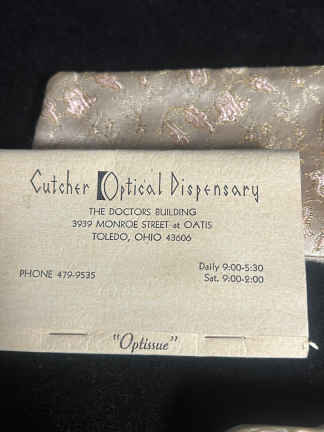 Cutcher Optical Dispensary
THE DOCTORS BUILDING
3939 MONROE STREET at OATIS
TOLEDO, OHIO 43606
PHONE 479-9535
Daily 9:00-5:30
Sat. 9:00-2:00
"Optissue"